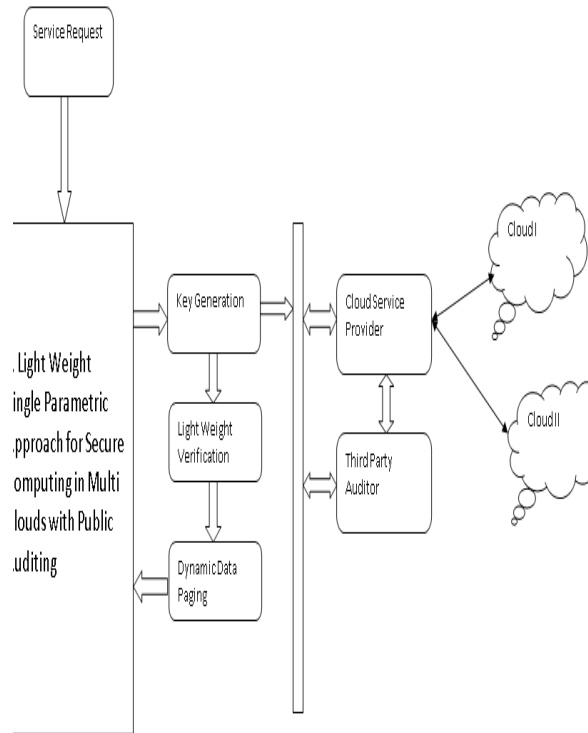 Service Request
Cloud I
Key Generation
Cloud Service
Provider
. Light Weight
ingle Parametric
pproach for Secure
omputing in Multi
louds with Public
uditing
Light Weight
Verification
Third Party
Auditor
Cloud II
Dynamic Data
Paging